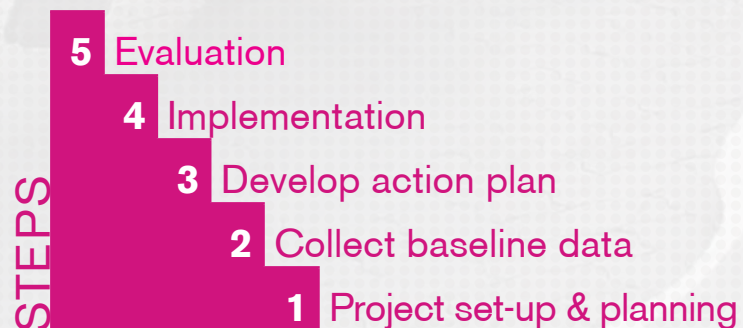 5 Evaluation
4 Implementation
3 Develop action plan
2 Collect baseline data
1 Project set-up & planning
STEPS